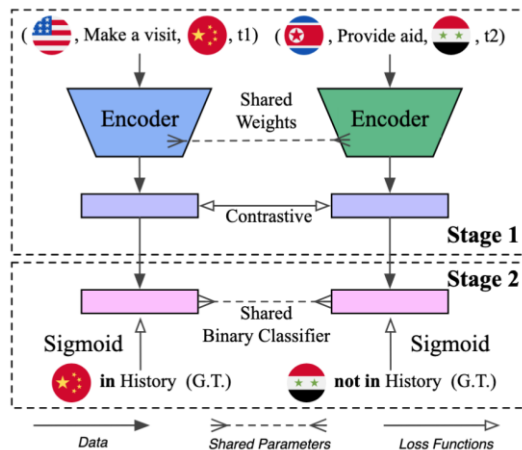 ( , Make a visit, , t1) ( , Provide aid, , t2)
Encoder Shared Weights Encoder
Contrastive
Stage 1
Stage 2
Shared
Binary Classifier
Sigmoid Sigmoid
in History (G.T.) not in History (G.T.)
Data Shared Parameters Loss Functions